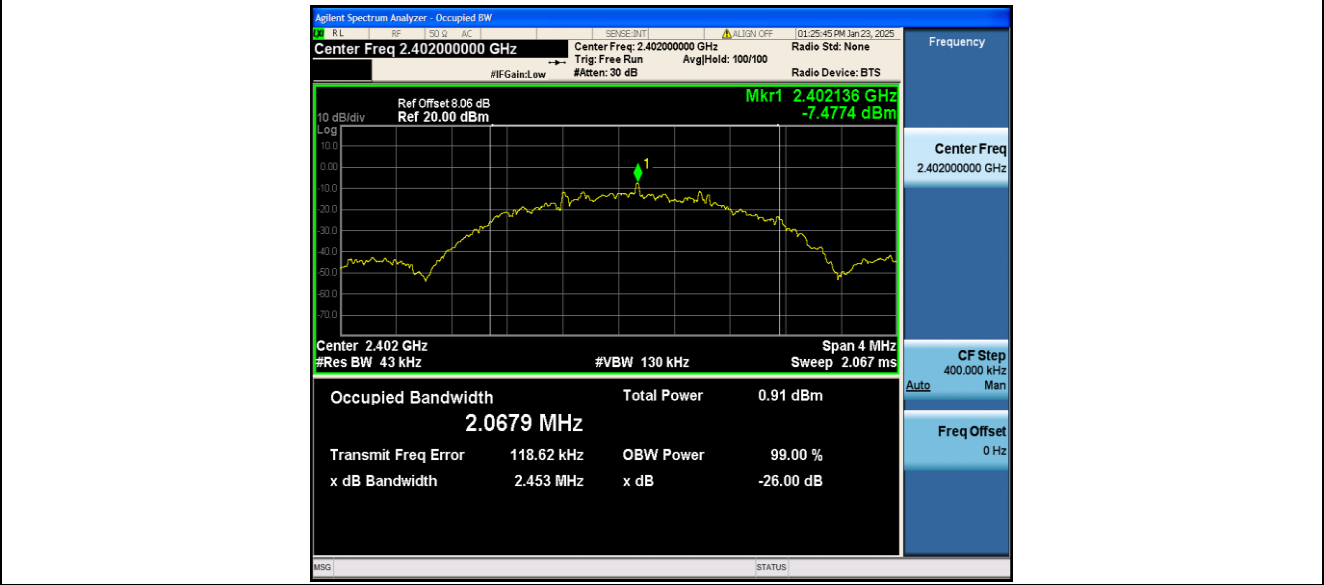 Agilent Spectrum Analyzer - Occupied BW
LXI RL RF 50 Ω AC SENSE:INT ALIGN OFF 01:25:45 PM Jan 23, 2025
Center Freq 2.402000000 GHz
Center Freq: 2.402000000 GHz Radio Std: None
Trig: Free Run Avg|Hold: 100/100
#IFGain:Low #Atten: 30 dB Radio Device: BTS
Mkr1 2.402136 GHz
-7.4774 dBm
Ref Offset 8.06 dB
10 dB/div Ref 20.00 dBm
Log
10.0
0.00
-10.0
-20.0
-30.0
-40.0
-50.0
-60.0
-70.0
1
Center 2.402 GHz Span 4 MHz
#Res BW 43 kHz #VBW 130 kHz Sweep 2.067 ms
Occupied Bandwidth Total Power 0.91 dBm
2.0679 MHz
Transmit Freq Error 118.62 kHz OBW Power 99.00 %
x dB Bandwidth 2.453 MHz x dB -26.00 dB
MSG STATUS
Frequency
Center Freq
2.402000000 GHz
CF Step
400.000 kHz
Auto Man
Freq Offset
0 Hz